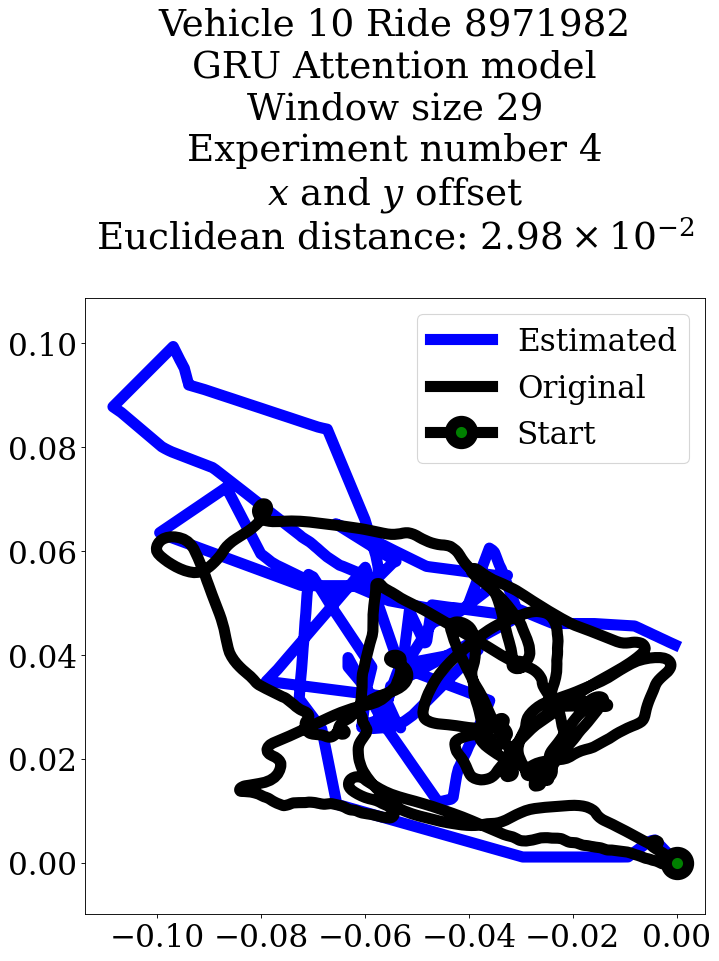 Vehicle 10 Ride 8971982
GRU Attention model
Window size 29
Experiment number 4
x and y offset
Euclidean distance: 2.98 × 10⁻²
Estimated
Original
Start
0.10
0.08
0.06
0.04
0.02
0.00
−0.10 −0.08 −0.06 −0.04 −0.02 0.00